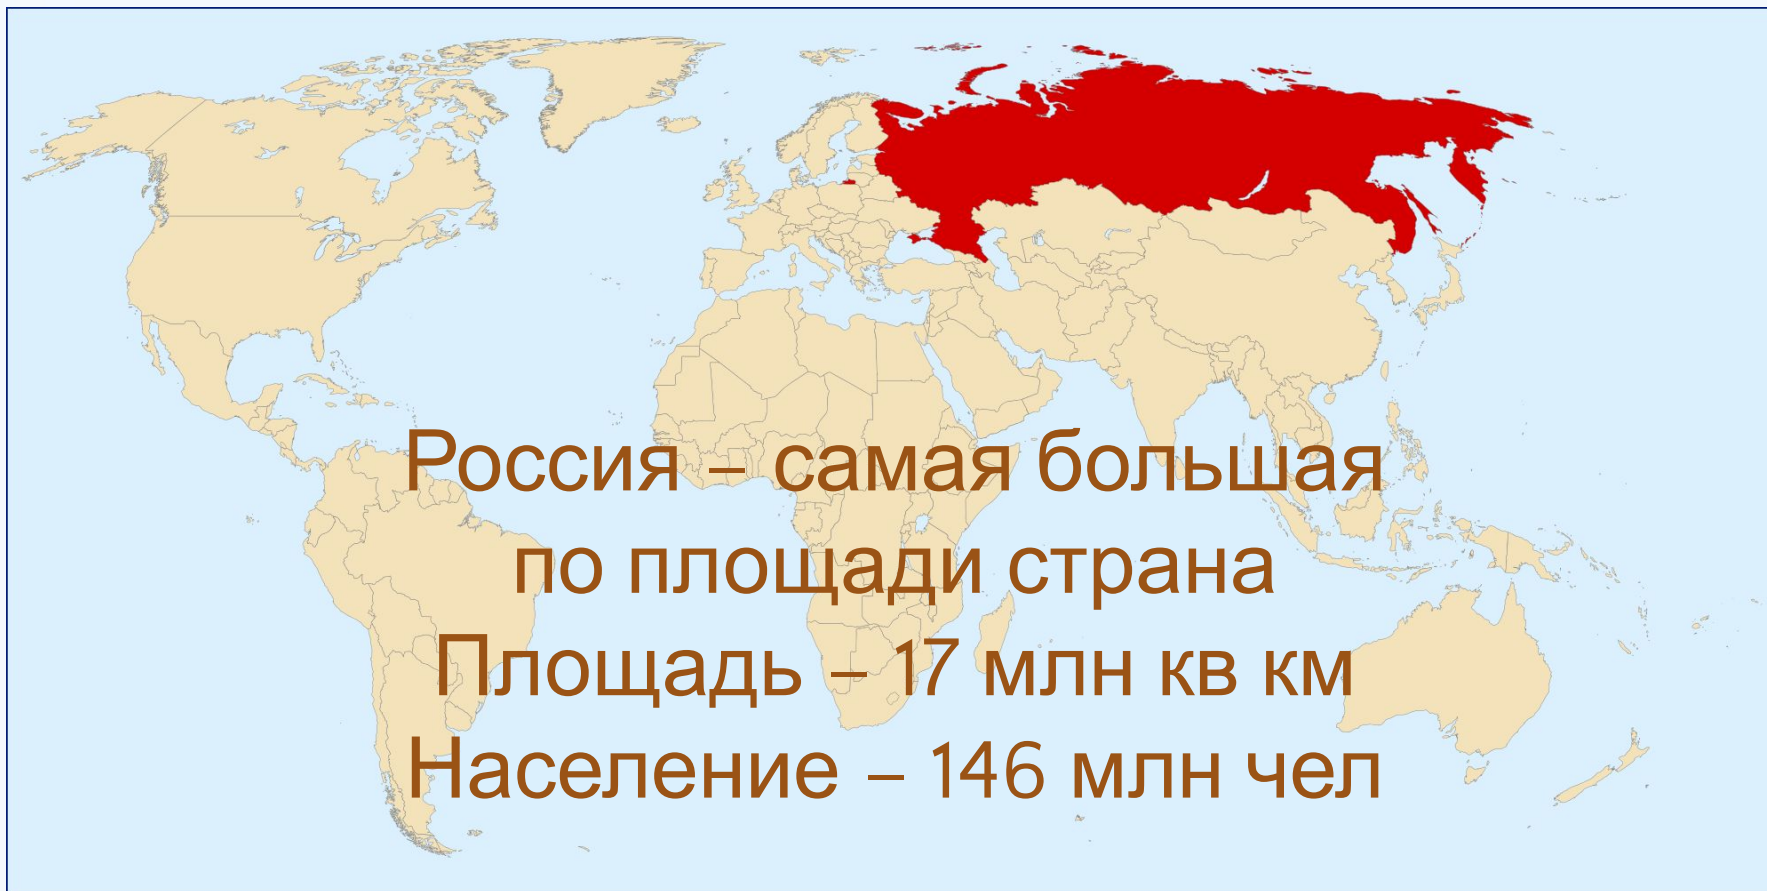 Россия – самая большая
по площади страна
Площадь – 17 млн кв км
Население – 146 млн чел